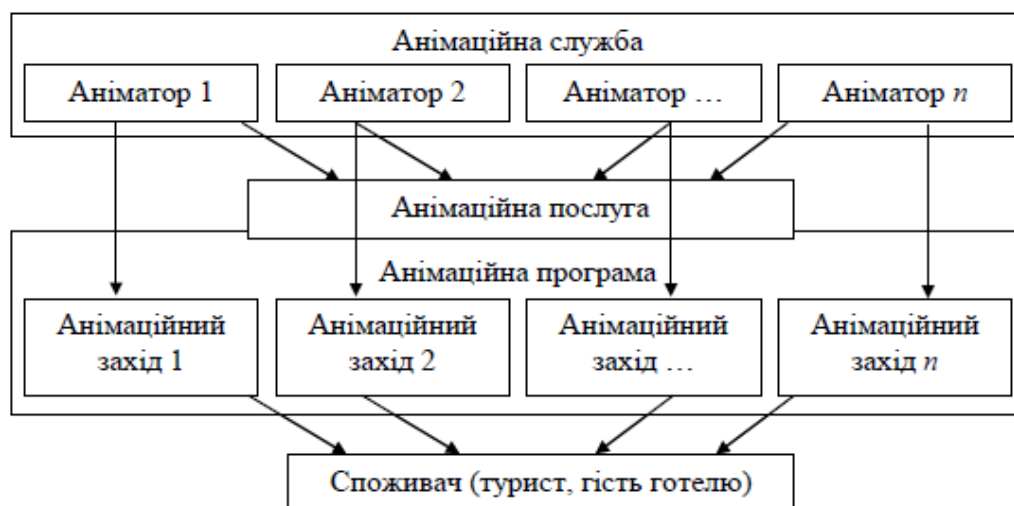 Анімаційна служба
Аніматор 1
Аніматор 2
Аніматор …
Аніматор n
Анімаційна послуга
Анімаційна програма
Анімаційний
захід 1
Анімаційний
захід 2
Анімаційний
захід …
Анімаційний
захід n
Споживач (турист, гість готелю)